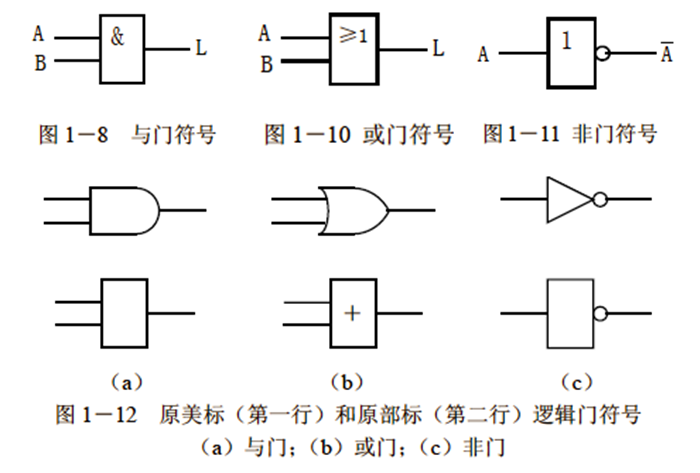 A
B
&
L
A
B
≥1
L
A
1
A̅
图1－8 与门符号
图1－10 或门符号
图1－11 非门符号
+
（a）
（b）
（c）
图1－12 原美标（第一行）和原部标（第二行）逻辑门符号
（a）与门；（b）或门；（c）非门